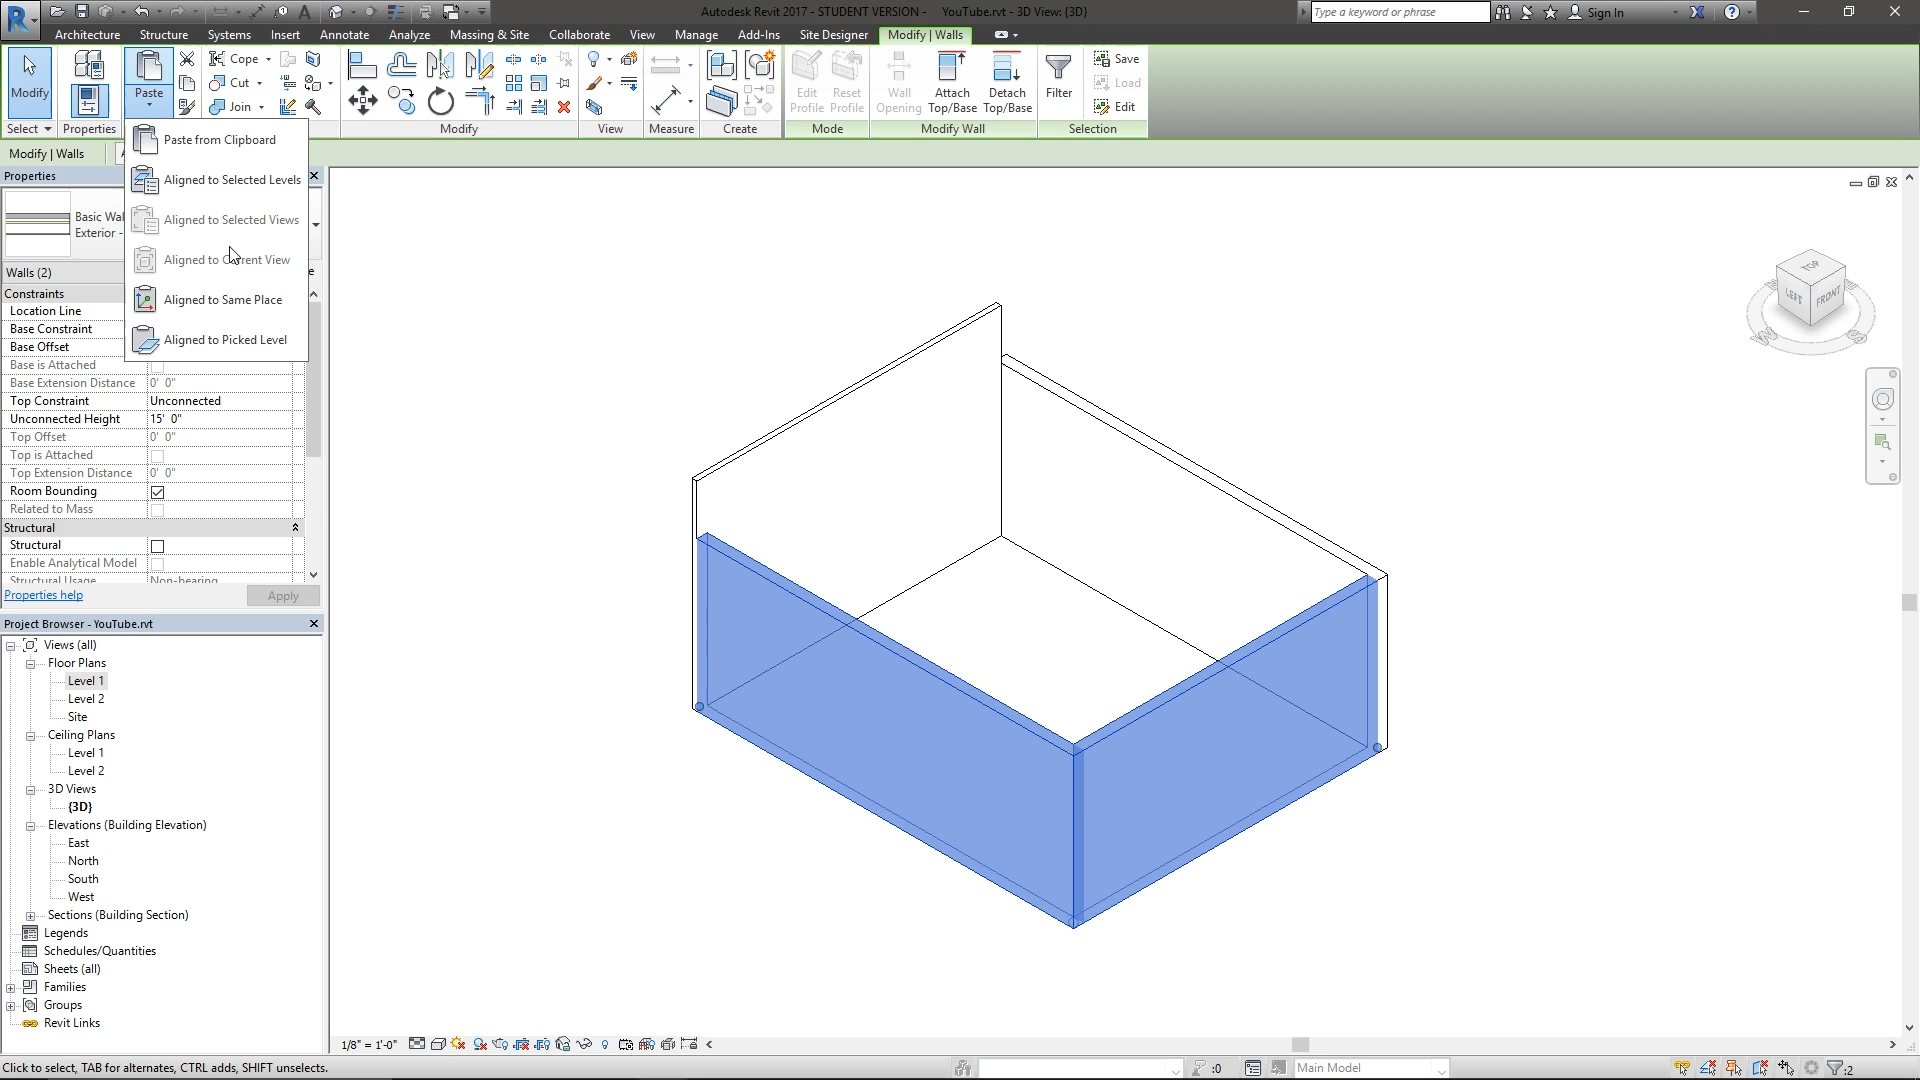 Autodesk Revit 2017 - STUDENT VERSION - YouTube.rvt - 3D View: {3D}
Type a keyword or phrase
Sign In
Architecture Structure Systems Insert Annotate Analyze Massing & Site Collaborate View Manage Add-Ins Site Designer Modify | Walls
Modify
Paste
Cope
Cut
Join
Edit Profile
Reset Profile
Wall Opening
Attach Top/Base
Detach Top/Base
Filter
Save
Load
Edit
Select Properties Modify View Measure Create Mode Modify Wall Selection
Paste from Clipboard
Aligned to Selected Levels
Aligned to Selected Views
Aligned to Current View
Aligned to Same Place
Aligned to Picked Level
Modify | Walls
Properties
Basic Wal
Exterior -
Walls (2)
Constraints
Location Line
Base Constraint
Base Offset
Base is Attached
Base Extension Distance 0' 0"
Top Constraint Unconnected
Unconnected Height 15' 0"
Top Offset 0' 0"
Top is Attached
Top Extension Distance 0' 0"
Room Bounding
Related to Mass
Structural
Structural
Enable Analytical Model
Structural Usage Non-bearing
Properties help Apply
Project Browser - YouTube.rvt
Views (all)
Floor Plans
Level 1
Level 2
Site
Ceiling Plans
Level 1
Level 2
3D Views
{3D}
Elevations (Building Elevation)
East
North
South
West
Sections (Building Section)
Legends
Schedules/Quantities
Sheets (all)
Families
Groups
Revit Links
TOP
LEFT
FRONT
W
S
1/8" = 1'-0"
Click to select, TAB for alternates, CTRL adds, SHIFT unselects.
:0
Main Model
:2